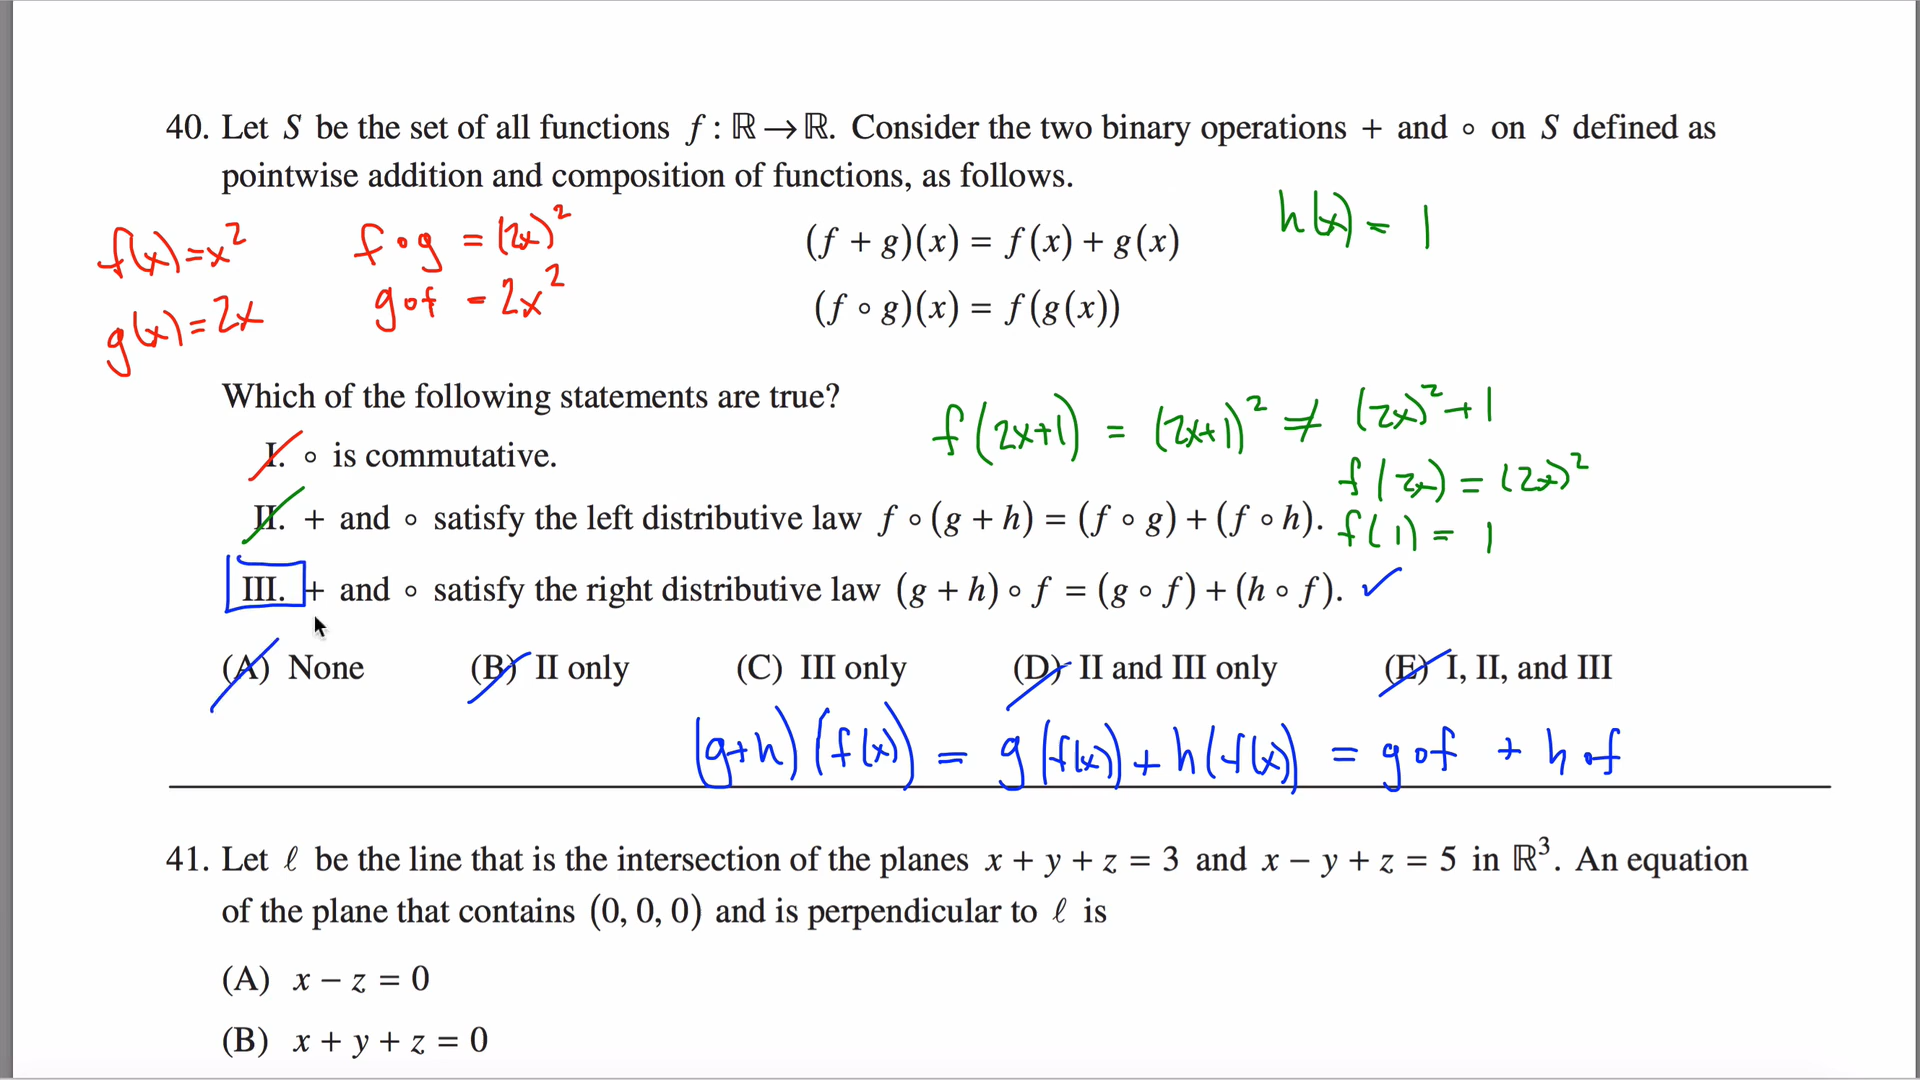 40. Let S be the set of all functions f : ℝ → ℝ. Consider the two binary operations + and ∘ on S defined as
pointwise addition and composition of functions, as follows.
h(x) = 1
f(x) = x²
f∘g = (2x)²
(f + g)(x) = f(x) + g(x)
g(x) = 2x
g∘f = 2x²
(f ∘ g)(x) = f(g(x))
Which of the following statements are true?
f(2x+1) = (2x+1)² ≠ (2x)²+1
I. ∘ is commutative.
f(2x) = (2x)²
II. + and ∘ satisfy the left distributive law f ∘ (g + h) = (f ∘ g) + (f ∘ h).
f(1) = 1
III. + and ∘ satisfy the right distributive law (g + h) ∘ f = (g ∘ f) + (h ∘ f). ✓
(A) None (B) II only (C) III only (D) II and III only (E) I, II, and III
(g+h)(f(x)) = g(f(x)) + h(f(x)) = g∘f + h∘f
41. Let ℓ be the line that is the intersection of the planes x + y + z = 3 and x − y + z = 5 in ℝ³. An equation
of the plane that contains (0, 0, 0) and is perpendicular to ℓ is
(A) x − z = 0
(B) x + y + z = 0